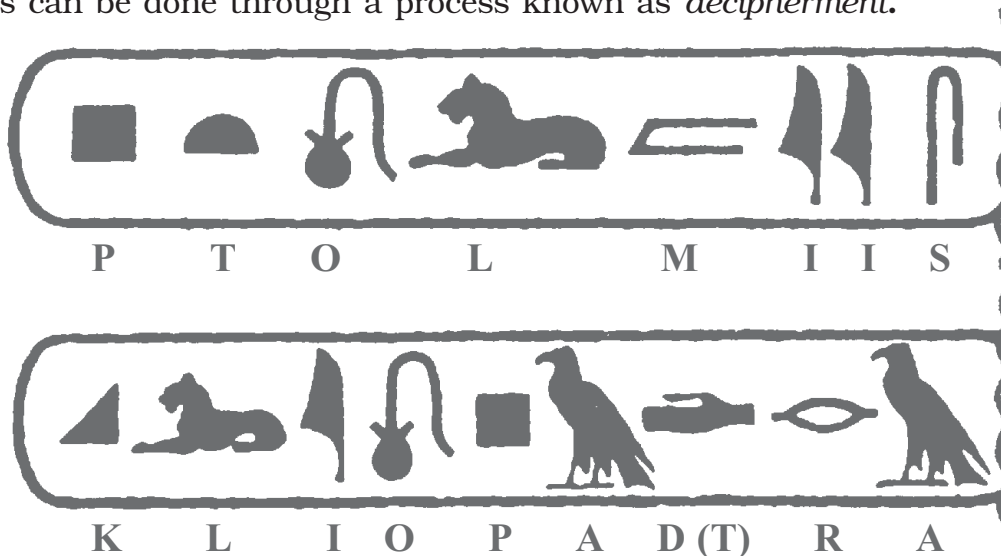 s can be done through a process known as decipherment.
P T O L M I I S
K L I O P A D (T) R A